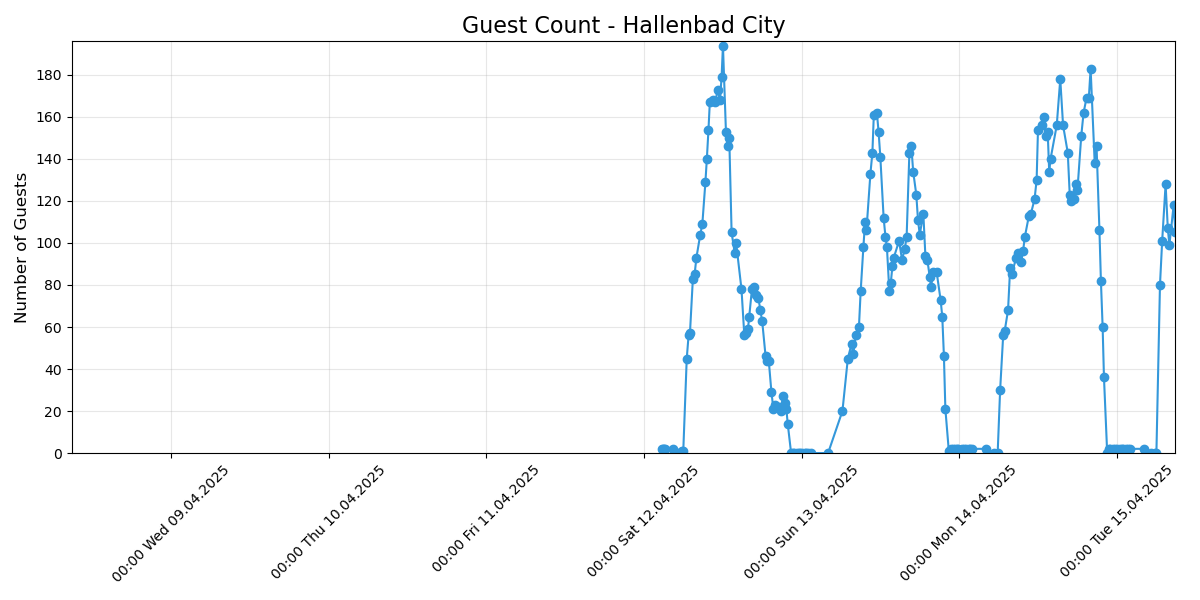 Guest Count - Hallenbad City
Number of Guests
180
160
140
120
100
80
60
40
20
0
00:00 Wed 09.04.2025
00:00 Thu 10.04.2025
00:00 Fri 11.04.2025
00:00 Sat 12.04.2025
00:00 Sun 13.04.2025
00:00 Mon 14.04.2025
00:00 Tue 15.04.2025